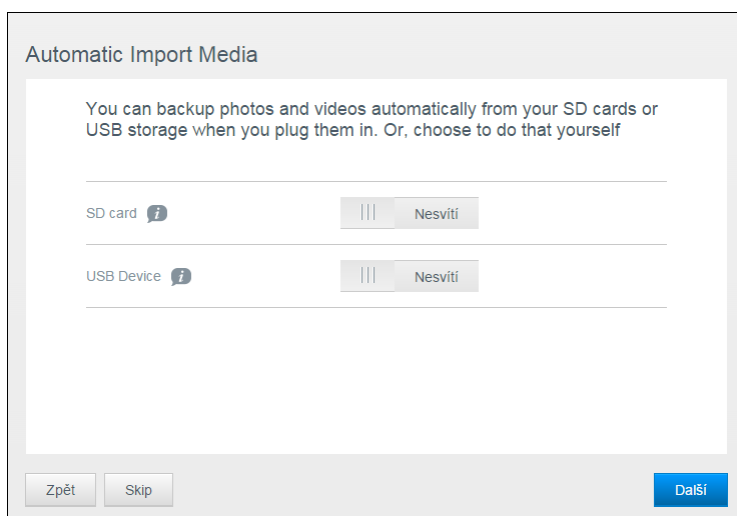 Automatic Import Media
You can backup photos and videos automatically from your SD cards or
USB storage when you plug them in. Or, choose to do that yourself
SD card i Nesvítí
USB Device i Nesvítí
Zpět Skip Další